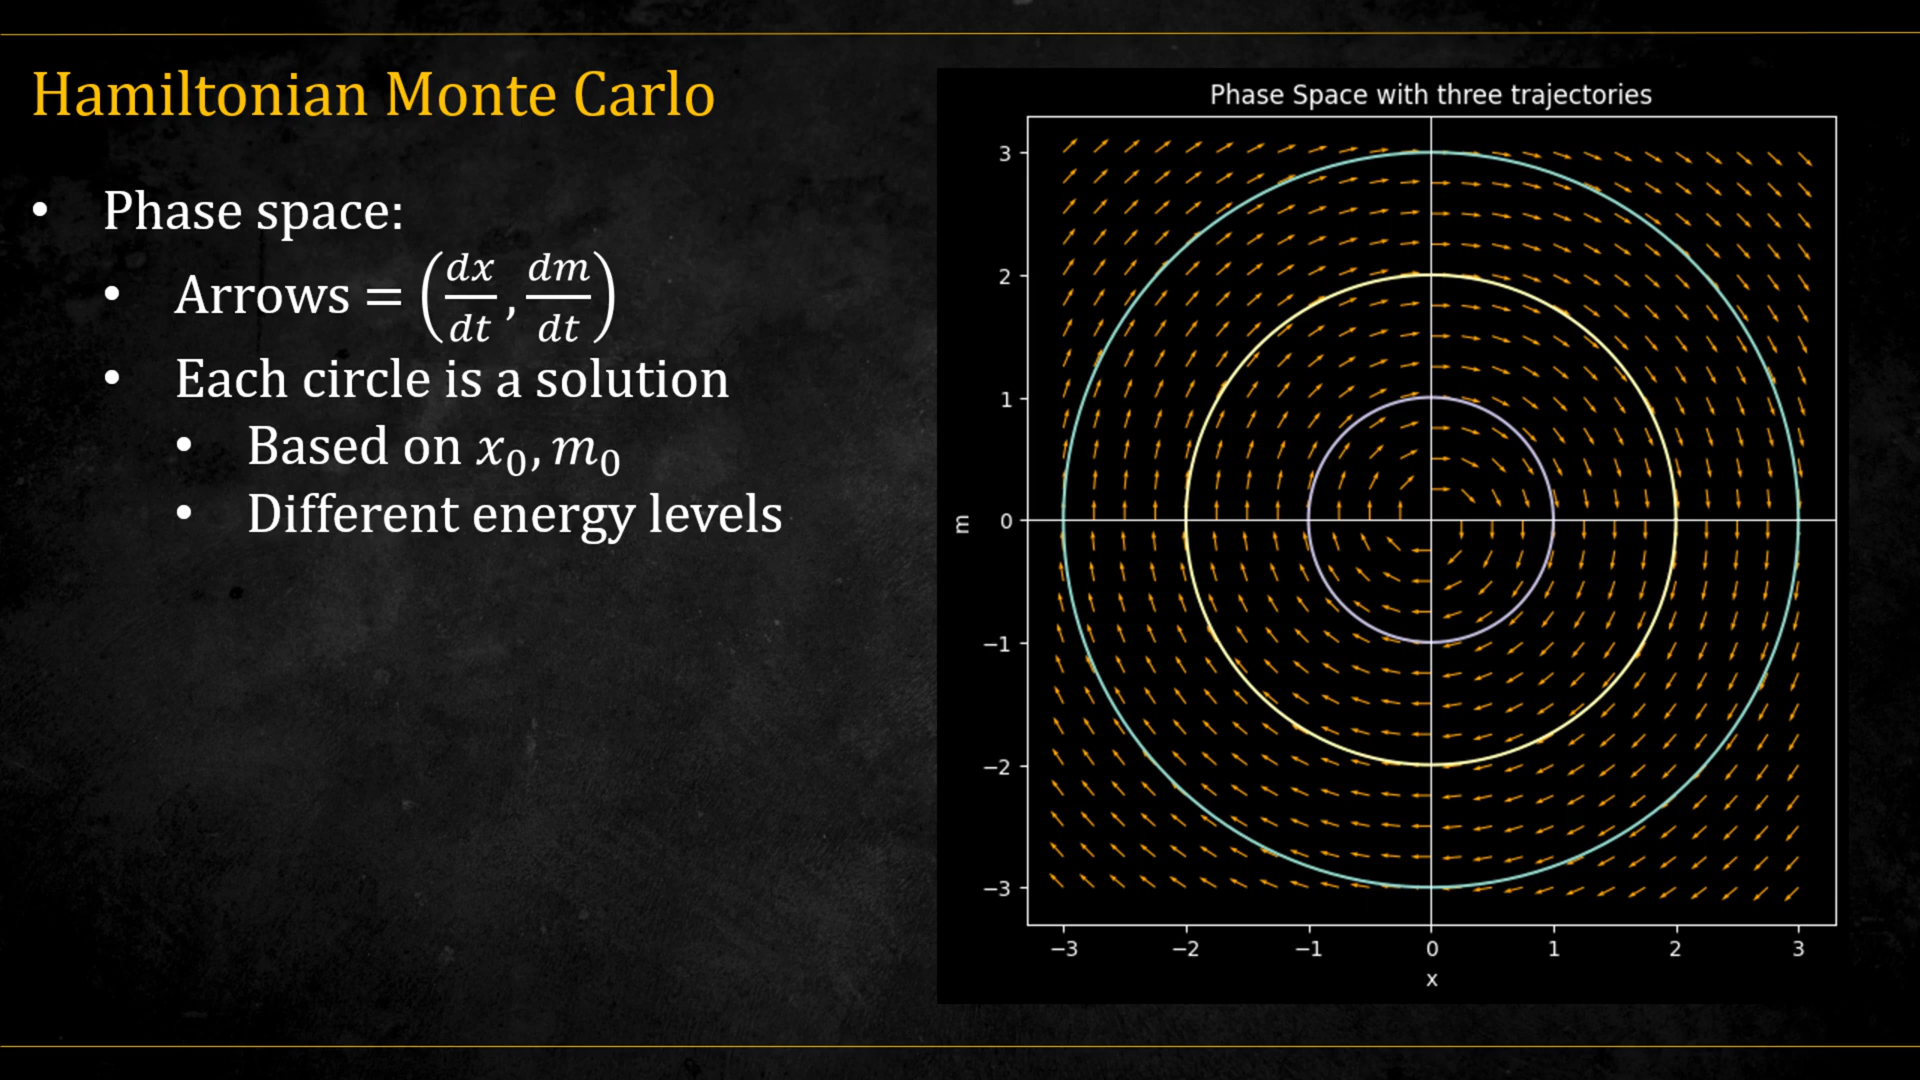 Hamiltonian Monte Carlo
• Phase space:
• Arrows = (dx/dt, dm/dt)
• Each circle is a solution
• Based on x₀, m₀
• Different energy levels
Phase Space with three trajectories
3
2
1
0
−1
−2
−3
m
−3 −2 −1 0 1 2 3
x